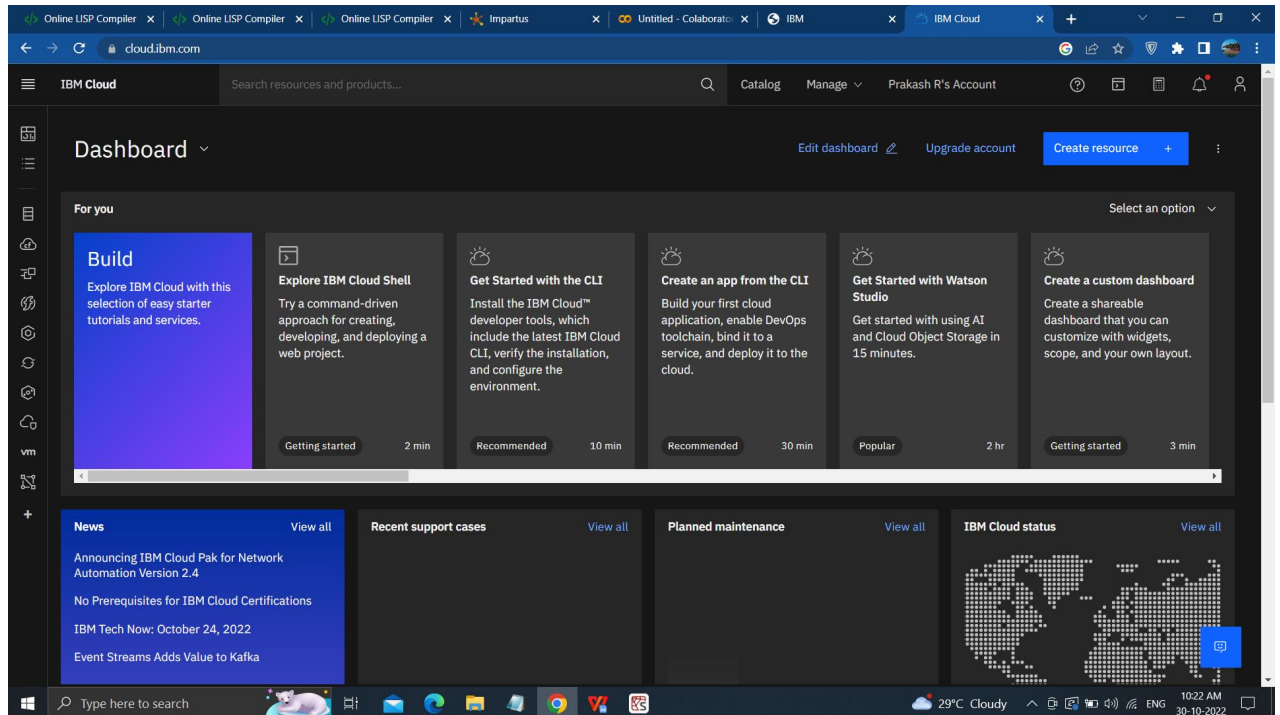 Online LISP Compiler
Online LISP Compiler
Online LISP Compiler
Impartus
Untitled - Colaborato
IBM
IBM Cloud
cloud.ibm.com
IBM Cloud
Search resources and products...
Catalog
Manage
Prakash R's Account
Dashboard
Edit dashboard
Upgrade account
Create resource +
For you
Select an option
Build
Explore IBM Cloud with this
selection of easy starter
tutorials and services.
Explore IBM Cloud Shell
Try a command-driven
approach for creating,
developing, and deploying a
web project.
Getting started
2 min
Get Started with the CLI
Install the IBM Cloud™
developer tools, which
include the latest IBM Cloud
CLI, verify the installation,
and configure the
environment.
Recommended
10 min
Create an app from the CLI
Build your first cloud
application, enable DevOps
toolchain, bind it to a
service, and deploy it to the
cloud.
Recommended
30 min
Get Started with Watson
Studio
Get started with using AI
and Cloud Object Storage in
15 minutes.
Popular
2 hr
Create a custom dashboard
Create a shareable
dashboard that you can
customize with widgets,
scope, and your own layout.
Getting started
3 min
vm
News
View all
Announcing IBM Cloud Pak for Network
Automation Version 2.4
No Prerequisites for IBM Cloud Certifications
IBM Tech Now: October 24, 2022
Event Streams Adds Value to Kafka
Recent support cases
View all
Planned maintenance
View all
IBM Cloud status
View all
Type here to search
29°C Cloudy
ENG
10:22 AM
30-10-2022